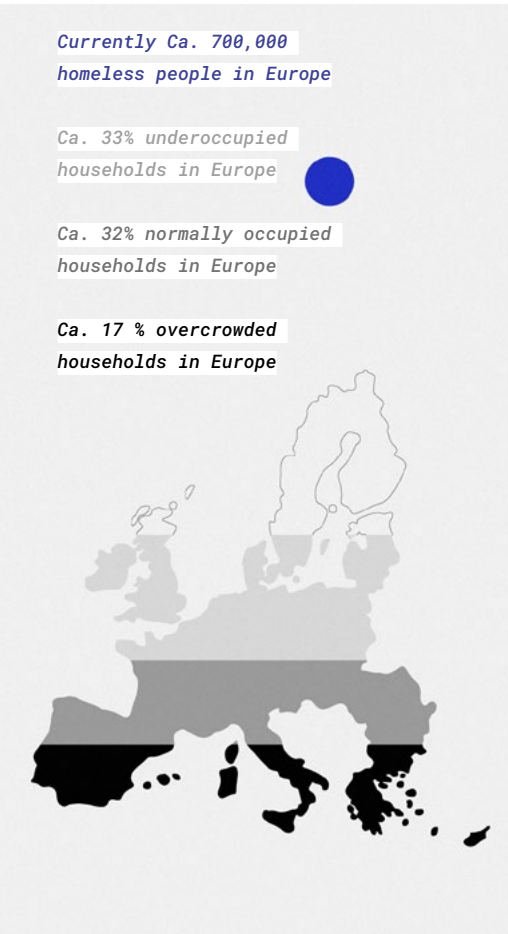 Currently Ca. 700,000
homeless people in Europe
Ca. 33% underoccupied
households in Europe
Ca. 32% normally occupied
households in Europe
Ca. 17 % overcrowded
households in Europe